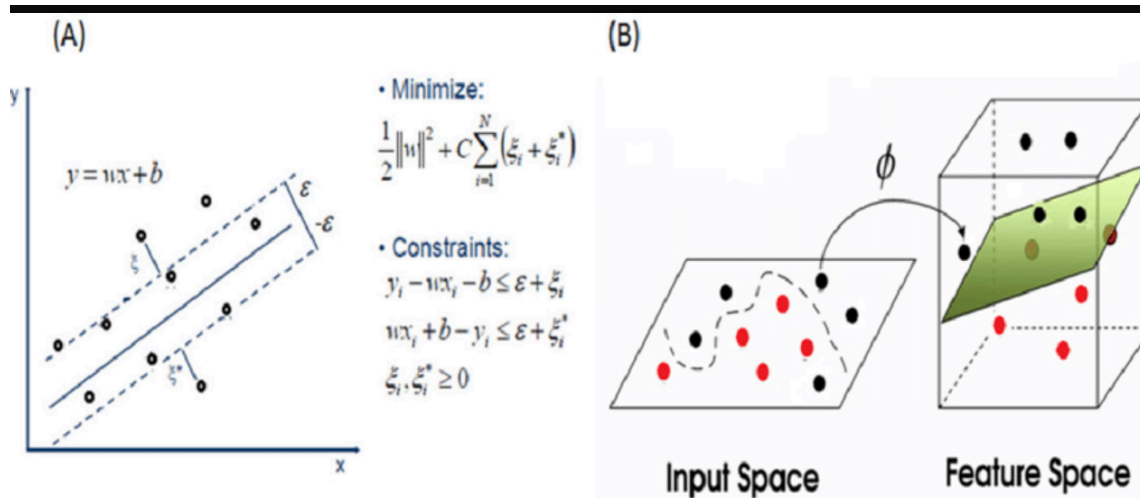 (A)
y
y = wx + b
ε
-ε
ξ
ξ*
x
• Minimize:
1/2 ||w||² + C ∑_{i=1}^{N} (ξ_i + ξ_i*)
• Constraints:
y_i − wx_i − b ≤ ε + ξ_i
wx_i + b − y_i ≤ ε + ξ_i*
ξ_i, ξ_i* ≥ 0
(B)
ϕ
Input Space
Feature Space